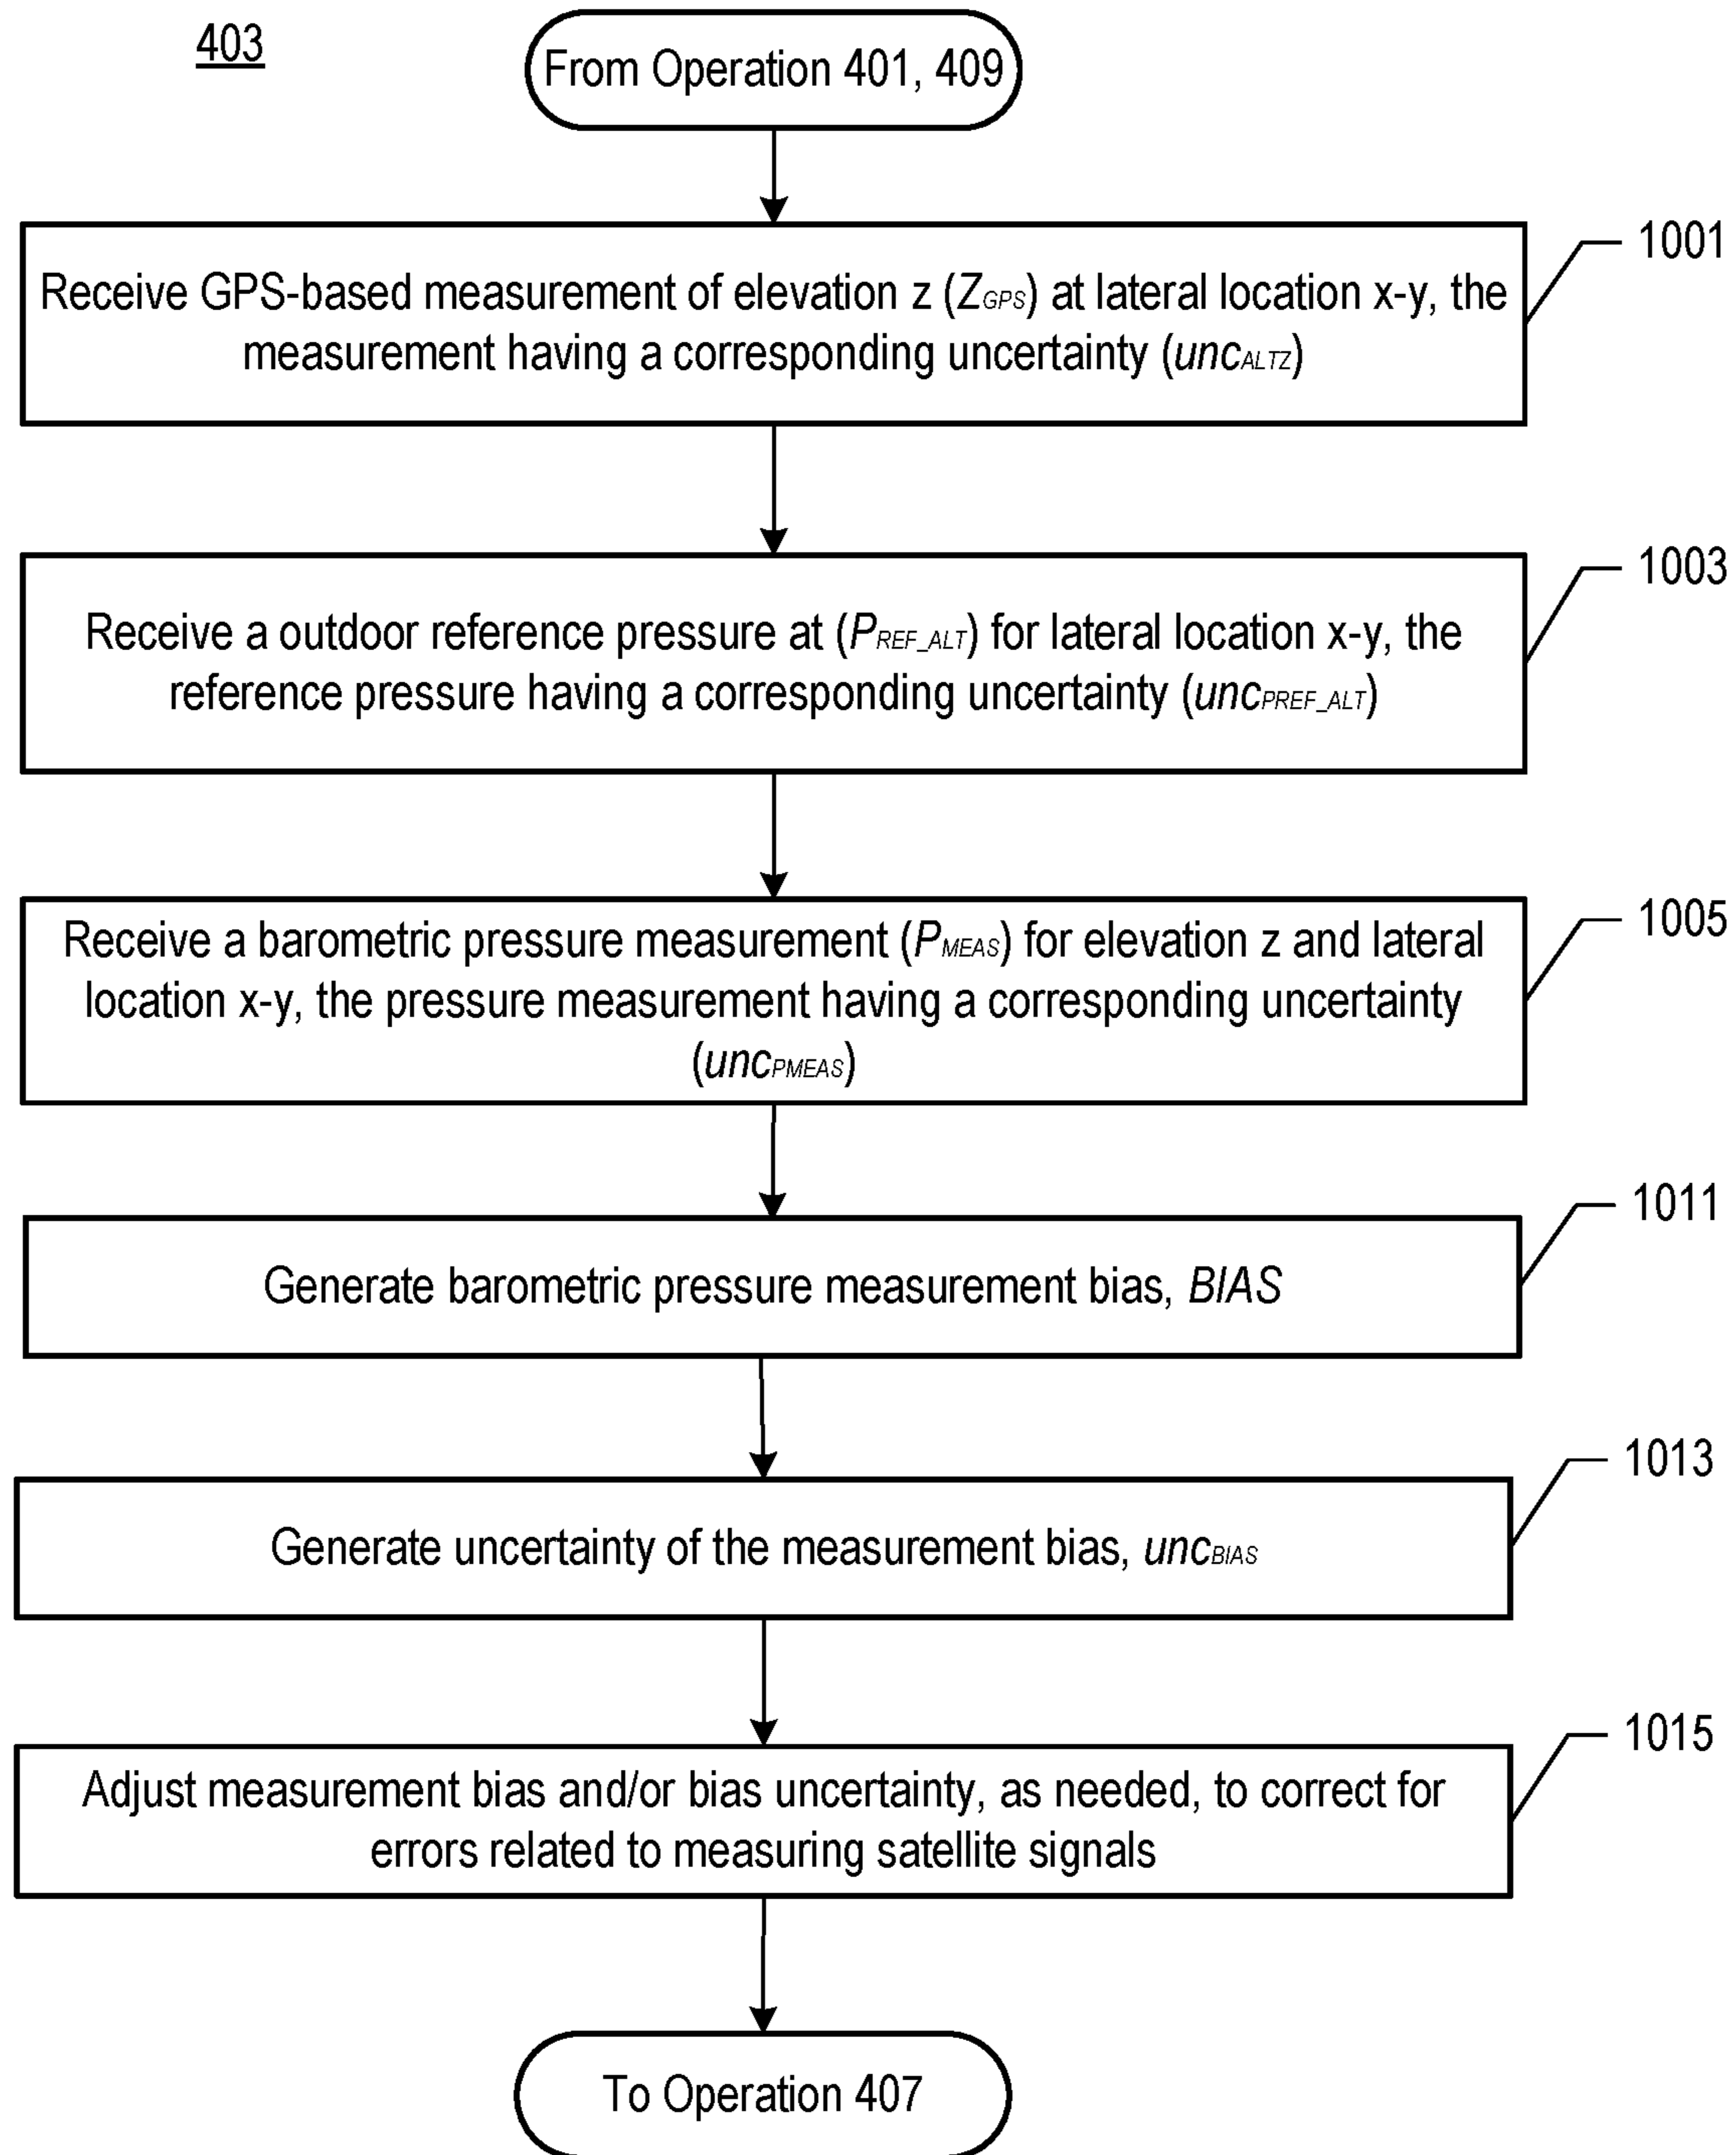 403
From Operation 401, 409
1001
Receive GPS-based measurement of elevation z (ZGPS) at lateral location x-y, the
measurement having a corresponding uncertainty (uncALTZ)
1003
Receive a outdoor reference pressure at (PREF_ALT) for lateral location x-y, the
reference pressure having a corresponding uncertainty (uncPREF_ALT)
1005
Receive a barometric pressure measurement (PMEAS) for elevation z and lateral
location x-y, the pressure measurement having a corresponding uncertainty
(uncPMEAS)
1011
Generate barometric pressure measurement bias, BIAS
1013
Generate uncertainty of the measurement bias, uncBIAS
1015
Adjust measurement bias and/or bias uncertainty, as needed, to correct for
errors related to measuring satellite signals
To Operation 407